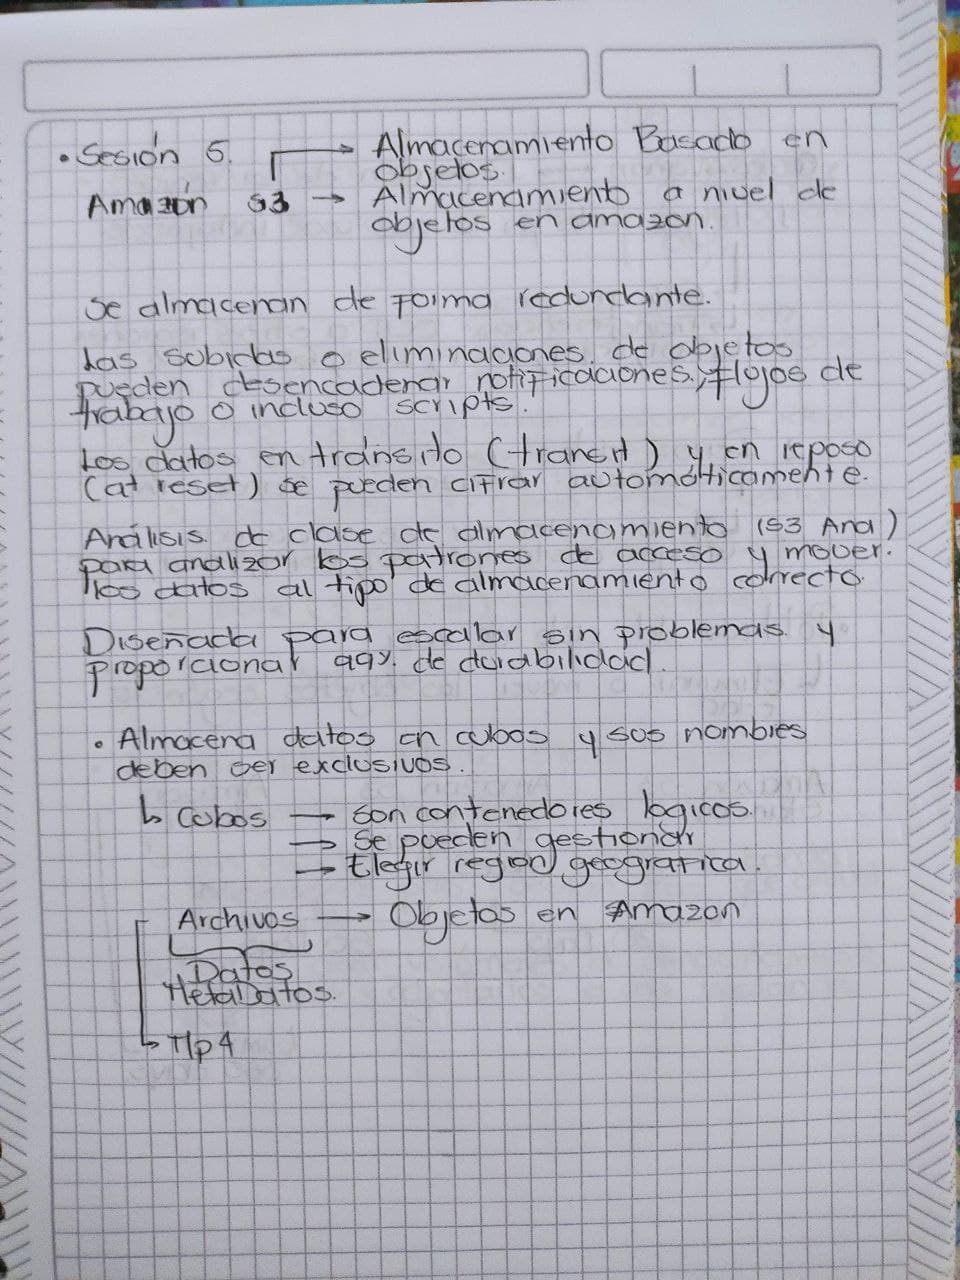 • Sesión 5. → Almacenamiento Basado en
objetos.
Amazon S3 → Almacenamiento a nivel de
objetos en amazon.
Se almacenan de forma redundante.
Las subidas o eliminaciones. de objetos
pueden desencadenar notificaciones, flujos de
trabajo o incluso scripts.
Los datos en tránsito (transit) y en reposo
(at reset) se pueden cifrar automáticamente.
Análisis de clase de almacenamiento (S3 Ana)
para analizar los patrones de acceso y mover.
los datos al tipo de almacenamiento correcto.
Diseñada para escalar sin problemas y
proporcionar 99% de durabilidad.
• Almacena datos en cubos y sus nombres
deben ser exclusivos.
↳ Cubos → son contenedores logicos.
→ Se pueden gestionar
→ Elegir region geografica.
Archivos → Objetos en Amazon
Datos
MetaDatos.
↳ Mp4